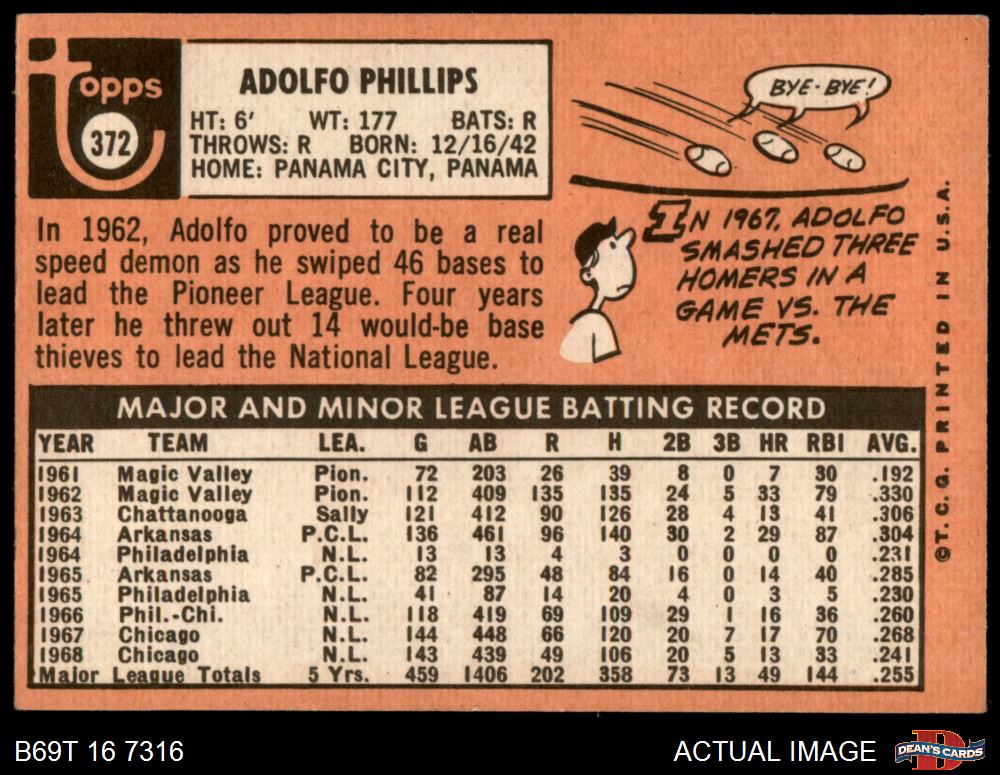 Topps
372
ADOLFO PHILLIPS
HT: 6' WT: 177 BATS: R
THROWS: R BORN: 12/16/42
HOME: PANAMA CITY, PANAMA
BYE-BYE!
In 1962, Adolfo proved to be a real
speed demon as he swiped 46 bases to
lead the Pioneer League. Four years
later he threw out 14 would-be base
thieves to lead the National League.
IN 1967, ADOLFO
SMASHED THREE
HOMERS IN A
GAME VS. THE
METS.
©T. C. G. PRINTED IN U.S.A.
MAJOR AND MINOR LEAGUE BATTING RECORD
YEAR TEAM LEA. G AB R H 2B 3B HR RBI AVG.
1961 Magic Valley Pion. 72 203 26 39 8 0 7 30 .192
1962 Magic Valley Pion. 112 409 135 135 24 5 33 79 .330
1963 Chattanooga Sally 121 412 90 126 28 4 13 41 .306
1964 Arkansas P.C.L. 136 461 96 140 30 2 29 87 .304
1964 Philadelphia N.L. 13 13 4 3 0 0 0 0 .231
1965 Arkansas P.C.L. 82 295 48 84 16 0 14 40 .285
1965 Philadelphia N.L. 41 87 14 20 4 0 3 5 .230
1966 Phil.-Chi. N.L. 118 419 69 109 29 1 16 36 .260
1967 Chicago N.L. 144 448 66 120 20 7 17 70 .268
1968 Chicago N.L. 143 439 49 106 20 5 13 33 .241
Major League Totals 5 Yrs. 459 1406 202 358 73 13 49 144 .255
B69T 16 7316
ACTUAL IMAGE
D
DEAN'S CARDS